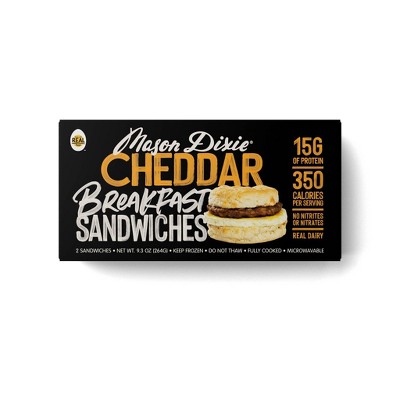 REAL
Mason Dixie®
CHEDDAR
BREAKFAST
SANDWICHES
15G
OF PROTEIN
350
CALORIES
PER SERVING
NO NITRITES
OR NITRATES
REAL DAIRY
2 SANDWICHES • NET WT. 9.3 OZ (264G) • KEEP FROZEN • DO NOT THAW • FULLY COOKED • MICROWAVABLE